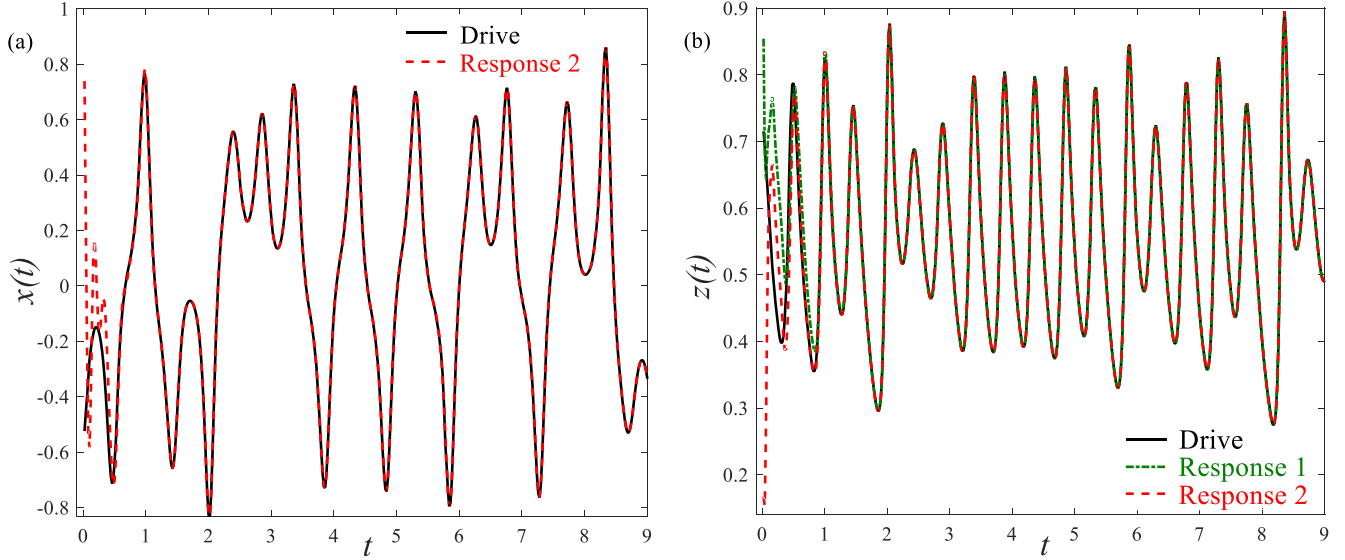 (a)
1
0.8
0.6
0.4
0.2
0
-0.2
-0.4
-0.6
-0.8
x(t)
0 1 2 3 4 5 6 7 8 9
t
Drive
Response 2
(b)
0.9
0.8
0.7
0.6
0.5
0.4
0.3
0.2
z(t)
0 1 2 3 4 5 6 7 8 9
t
Drive
Response 1
Response 2